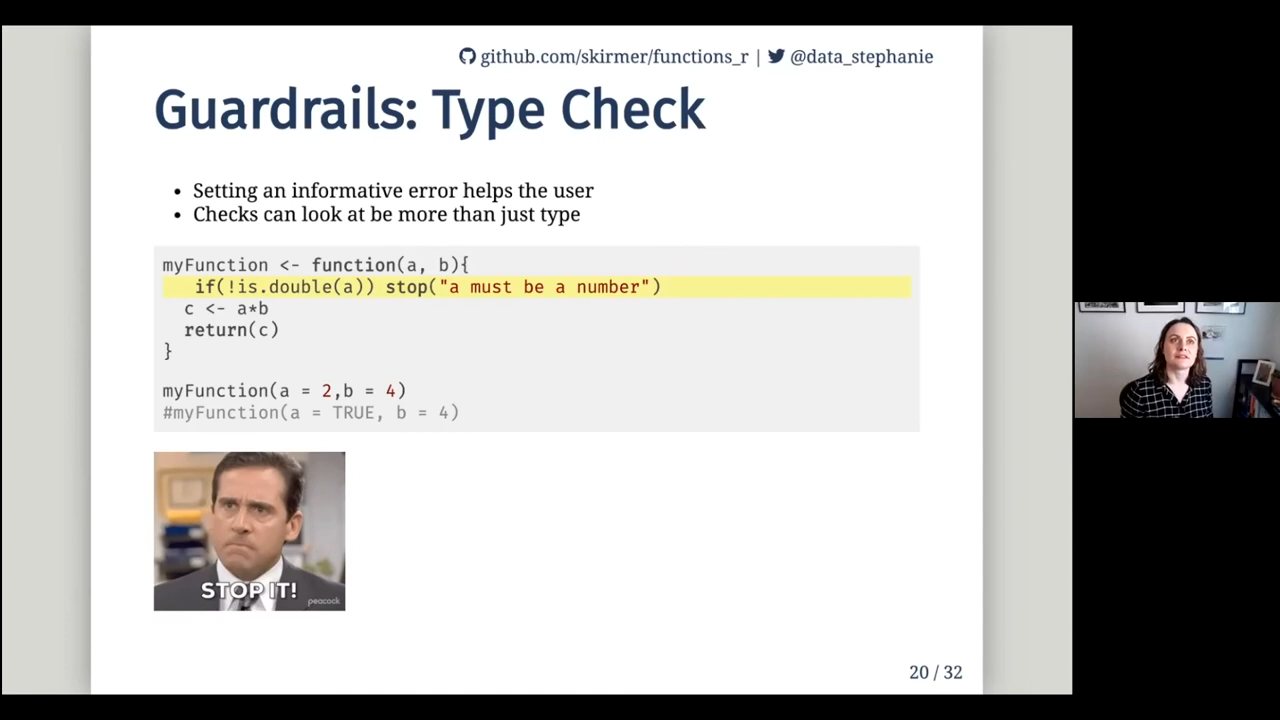 github.com/skirmer/functions_r | @data_stephanie
Guardrails: Type Check
• Setting an informative error helps the user
• Checks can look at be more than just type
myFunction <- function(a, b){
   if(!is.double(a)) stop("a must be a number")
  c <- a*b
  return(c)
}
myFunction(a = 2,b = 4)
#myFunction(a = TRUE, b = 4)
STOP IT!
peacock
20 / 32